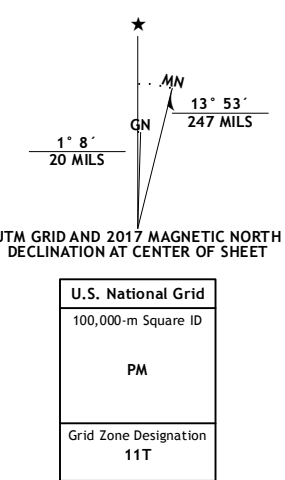 ★
MN
GN
13° 53´
247 MILS
1° 8´
20 MILS
UTM GRID AND 2017 MAGNETIC NORTH
DECLINATION AT CENTER OF SHEET
U.S. National Grid
100,000-m Square ID
PM
Grid Zone Designation
11T